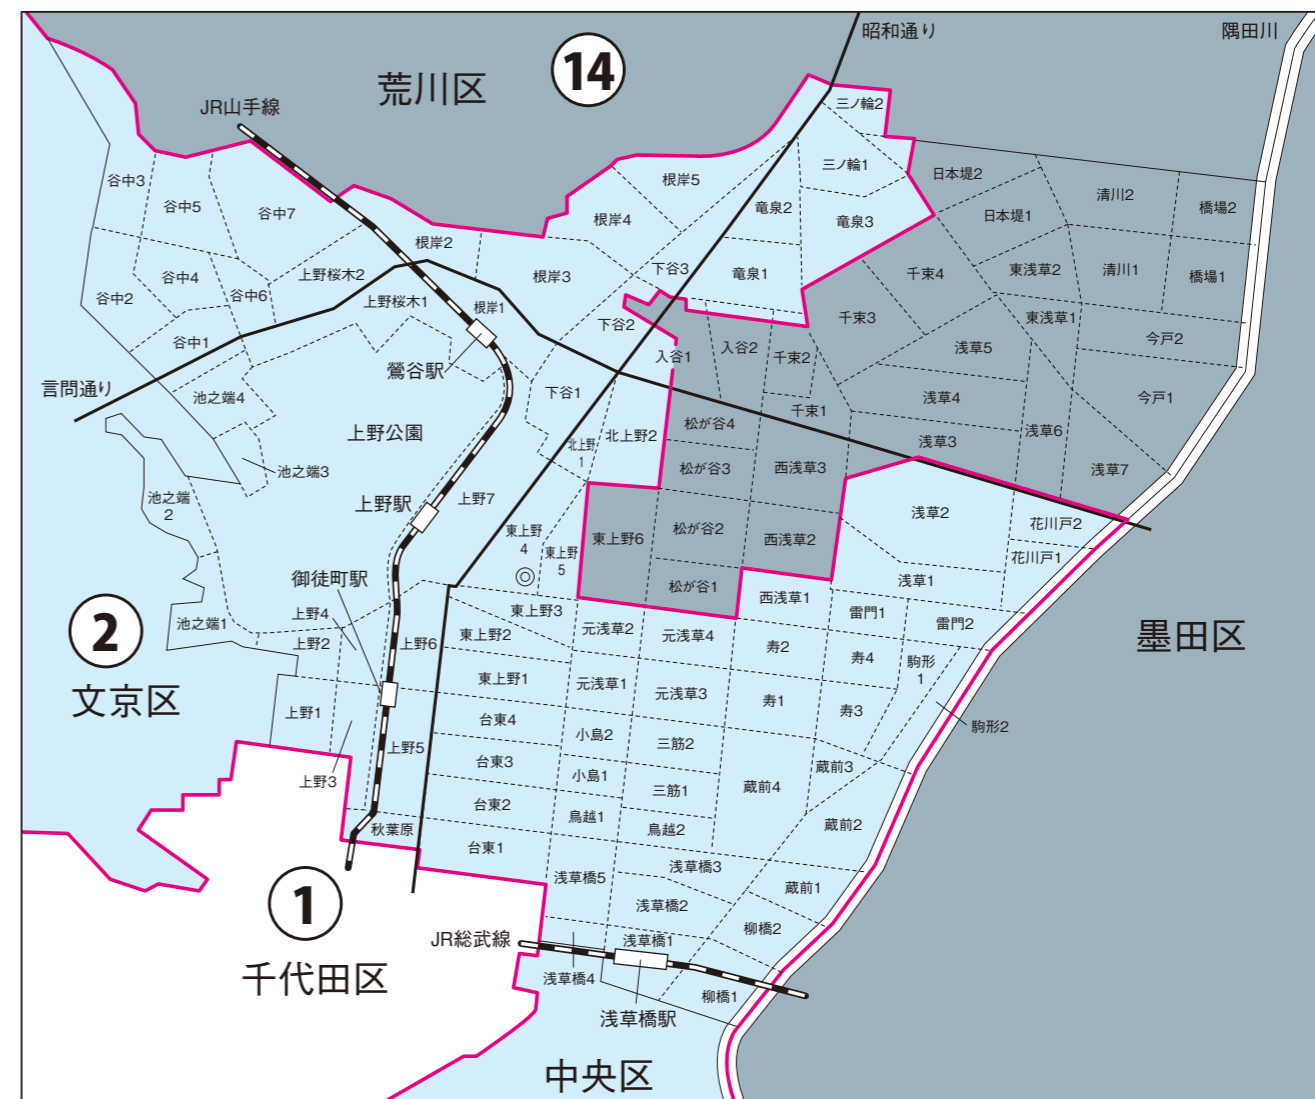 昭和通り
隅田川
荒川区
14
JR山手線
三ノ輪2
三ノ輪1
日本堤2
清川2
橋場2
谷中3
谷中5
谷中7
根岸5
根岸4
竜泉2
竜泉3
日本堤1
根岸2
根岸3
下谷3
竜泉1
千束4
東浅草2
清川1
橋場1
谷中4
谷中6
谷中2
上野桜木2
上野桜木1
根岸1
下谷2
千束3
東浅草1
谷中1
鶯谷駅
入谷1
入谷2
千束2
浅草5
今戸2
言問通り
池之端4
下谷1
千束1
浅草4
今戸1
上野公園
北上野
1
北上野2
松が谷4
浅草3
浅草6
池之端3
松が谷3
西浅草3
浅草7
池之端
2
上野駅
上野7
東上野
4
東上野
5
東上野6
松が谷2
西浅草2
浅草2
花川戸2
花川戸1
御徒町駅
松が谷1
西浅草1
浅草1
2
文京区
池之端1
上野4
上野2
上野6
東上野3
東上野2
元浅草2
元浅草4
寿2
雷門1
雷門2
墨田区
東上野1
元浅草1
元浅草3
寿1
寿4
駒形
1
寿3
駒形2
上野1
台東4
小島2
三筋2
上野5
上野3
台東3
小島1
三筋1
蔵前4
蔵前3
秋葉原
台東2
鳥越1
鳥越2
蔵前2
台東1
浅草橋3
1
千代田区
浅草橋5
浅草橋2
蔵前1
JR総武線
浅草橋1
柳橋2
浅草橋4
柳橋1
浅草橋駅
中央区